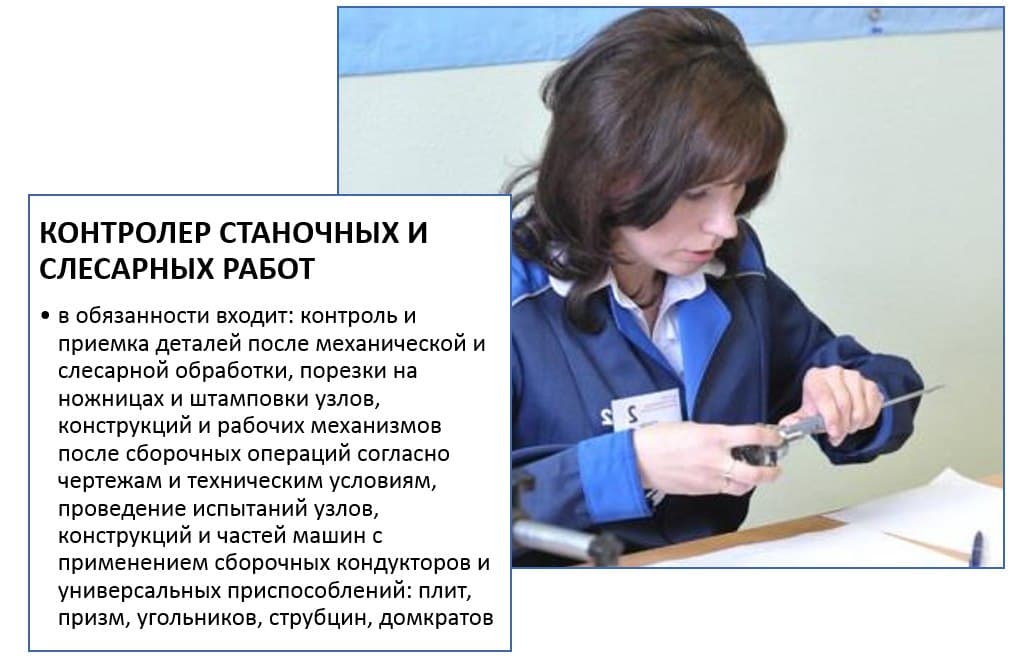 КОНТРОЛЕР СТАНОЧНЫХ И
СЛЕСАРНЫХ РАБОТ
• в обязанности входит: контроль и
приемка деталей после механической и
слесарной обработки, порезки на
ножницах и штамповки узлов,
конструкций и рабочих механизмов
после сборочных операций согласно
чертежам и техническим условиям,
проведение испытаний узлов,
конструкций и частей машин с
применением сборочных кондукторов и
универсальных приспособлений: плит,
призм, угольников, струбцин, домкратов
2